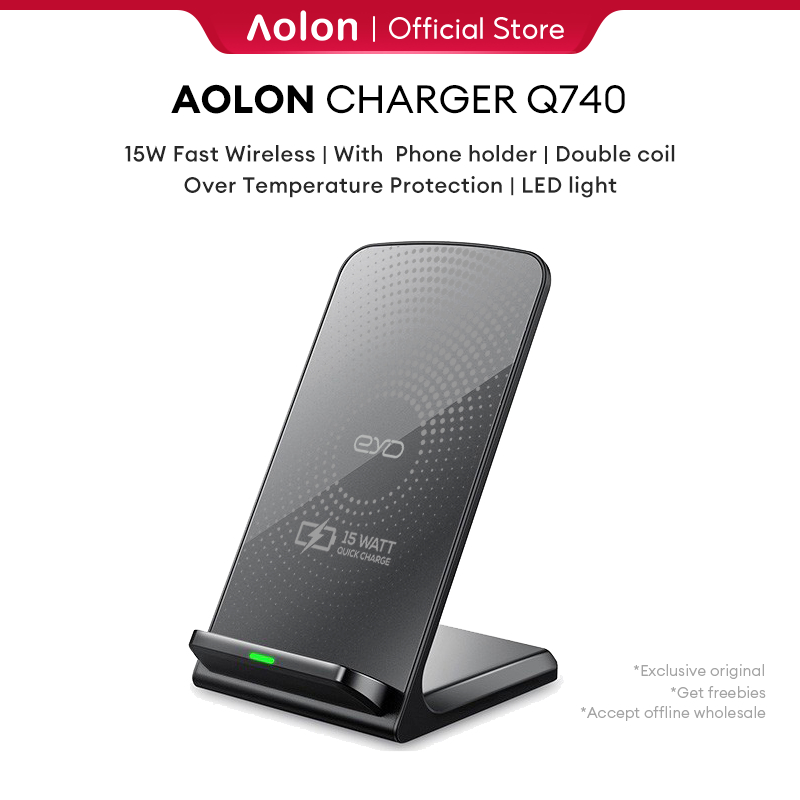 Aolon | Official Store
AOLON CHARGER Q740
15W Fast Wireless | With Phone holder | Double coil
Over Temperature Protection | LED light
eyo
15 WATT
QUICK CHARGE
*Exclusive original
*Get freebies
*Accept offline wholesale